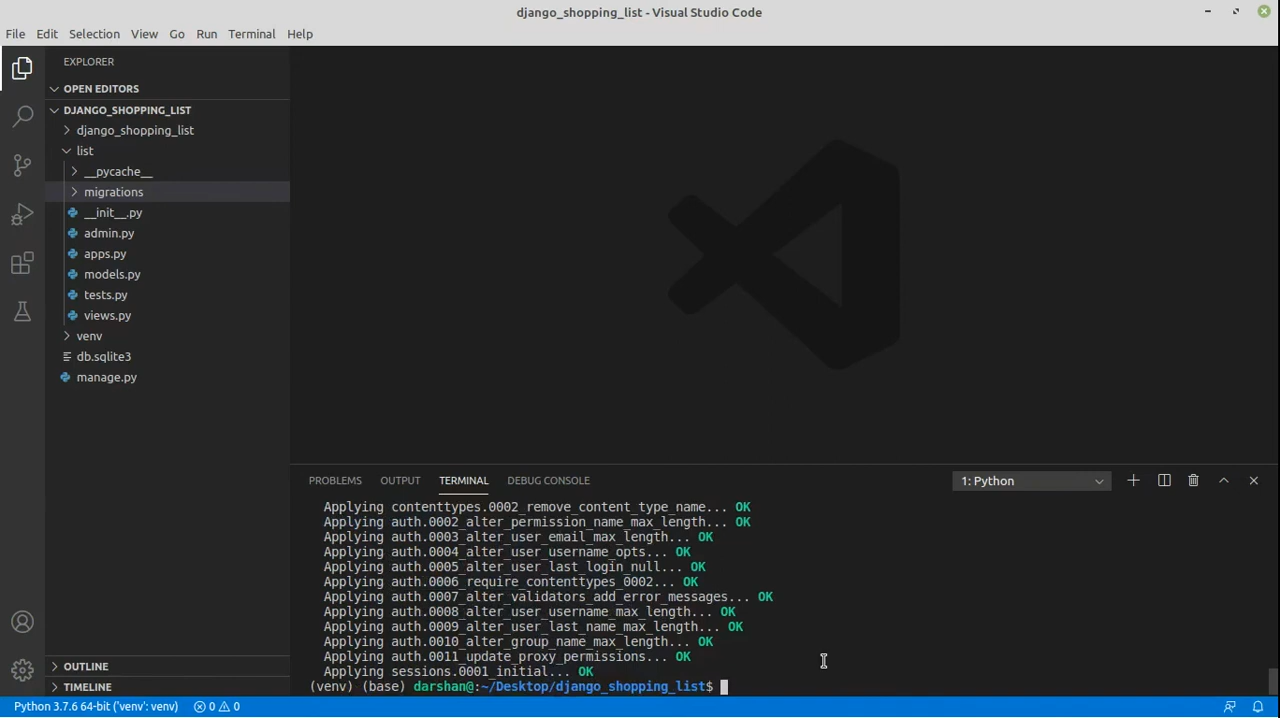 django_shopping_list - Visual Studio Code
File Edit Selection View Go Run Terminal Help
EXPLORER
OPEN EDITORS
DJANGO_SHOPPING_LIST
django_shopping_list
list
__pycache__
migrations
__init__.py
admin.py
apps.py
models.py
tests.py
views.py
venv
db.sqlite3
manage.py
OUTLINE
TIMELINE
PROBLEMS OUTPUT TERMINAL DEBUG CONSOLE 1: Python
Applying contenttypes.0002_remove_content_type_name... OK
Applying auth.0002_alter_permission_name_max_length... OK
Applying auth.0003_alter_user_email_max_length... OK
Applying auth.0004_alter_user_username_opts... OK
Applying auth.0005_alter_user_last_login_null... OK
Applying auth.0006_require_contenttypes_0002... OK
Applying auth.0007_alter_validators_add_error_messages... OK
Applying auth.0008_alter_user_username_max_length... OK
Applying auth.0009_alter_user_last_name_max_length... OK
Applying auth.0010_alter_group_name_max_length... OK
Applying auth.0011_update_proxy_permissions... OK
Applying sessions.0001_initial... OK
(venv) (base) darshan@:~/Desktop/django_shopping_list$
Python 3.7.6 64-bit ('venv': venv) 0 0